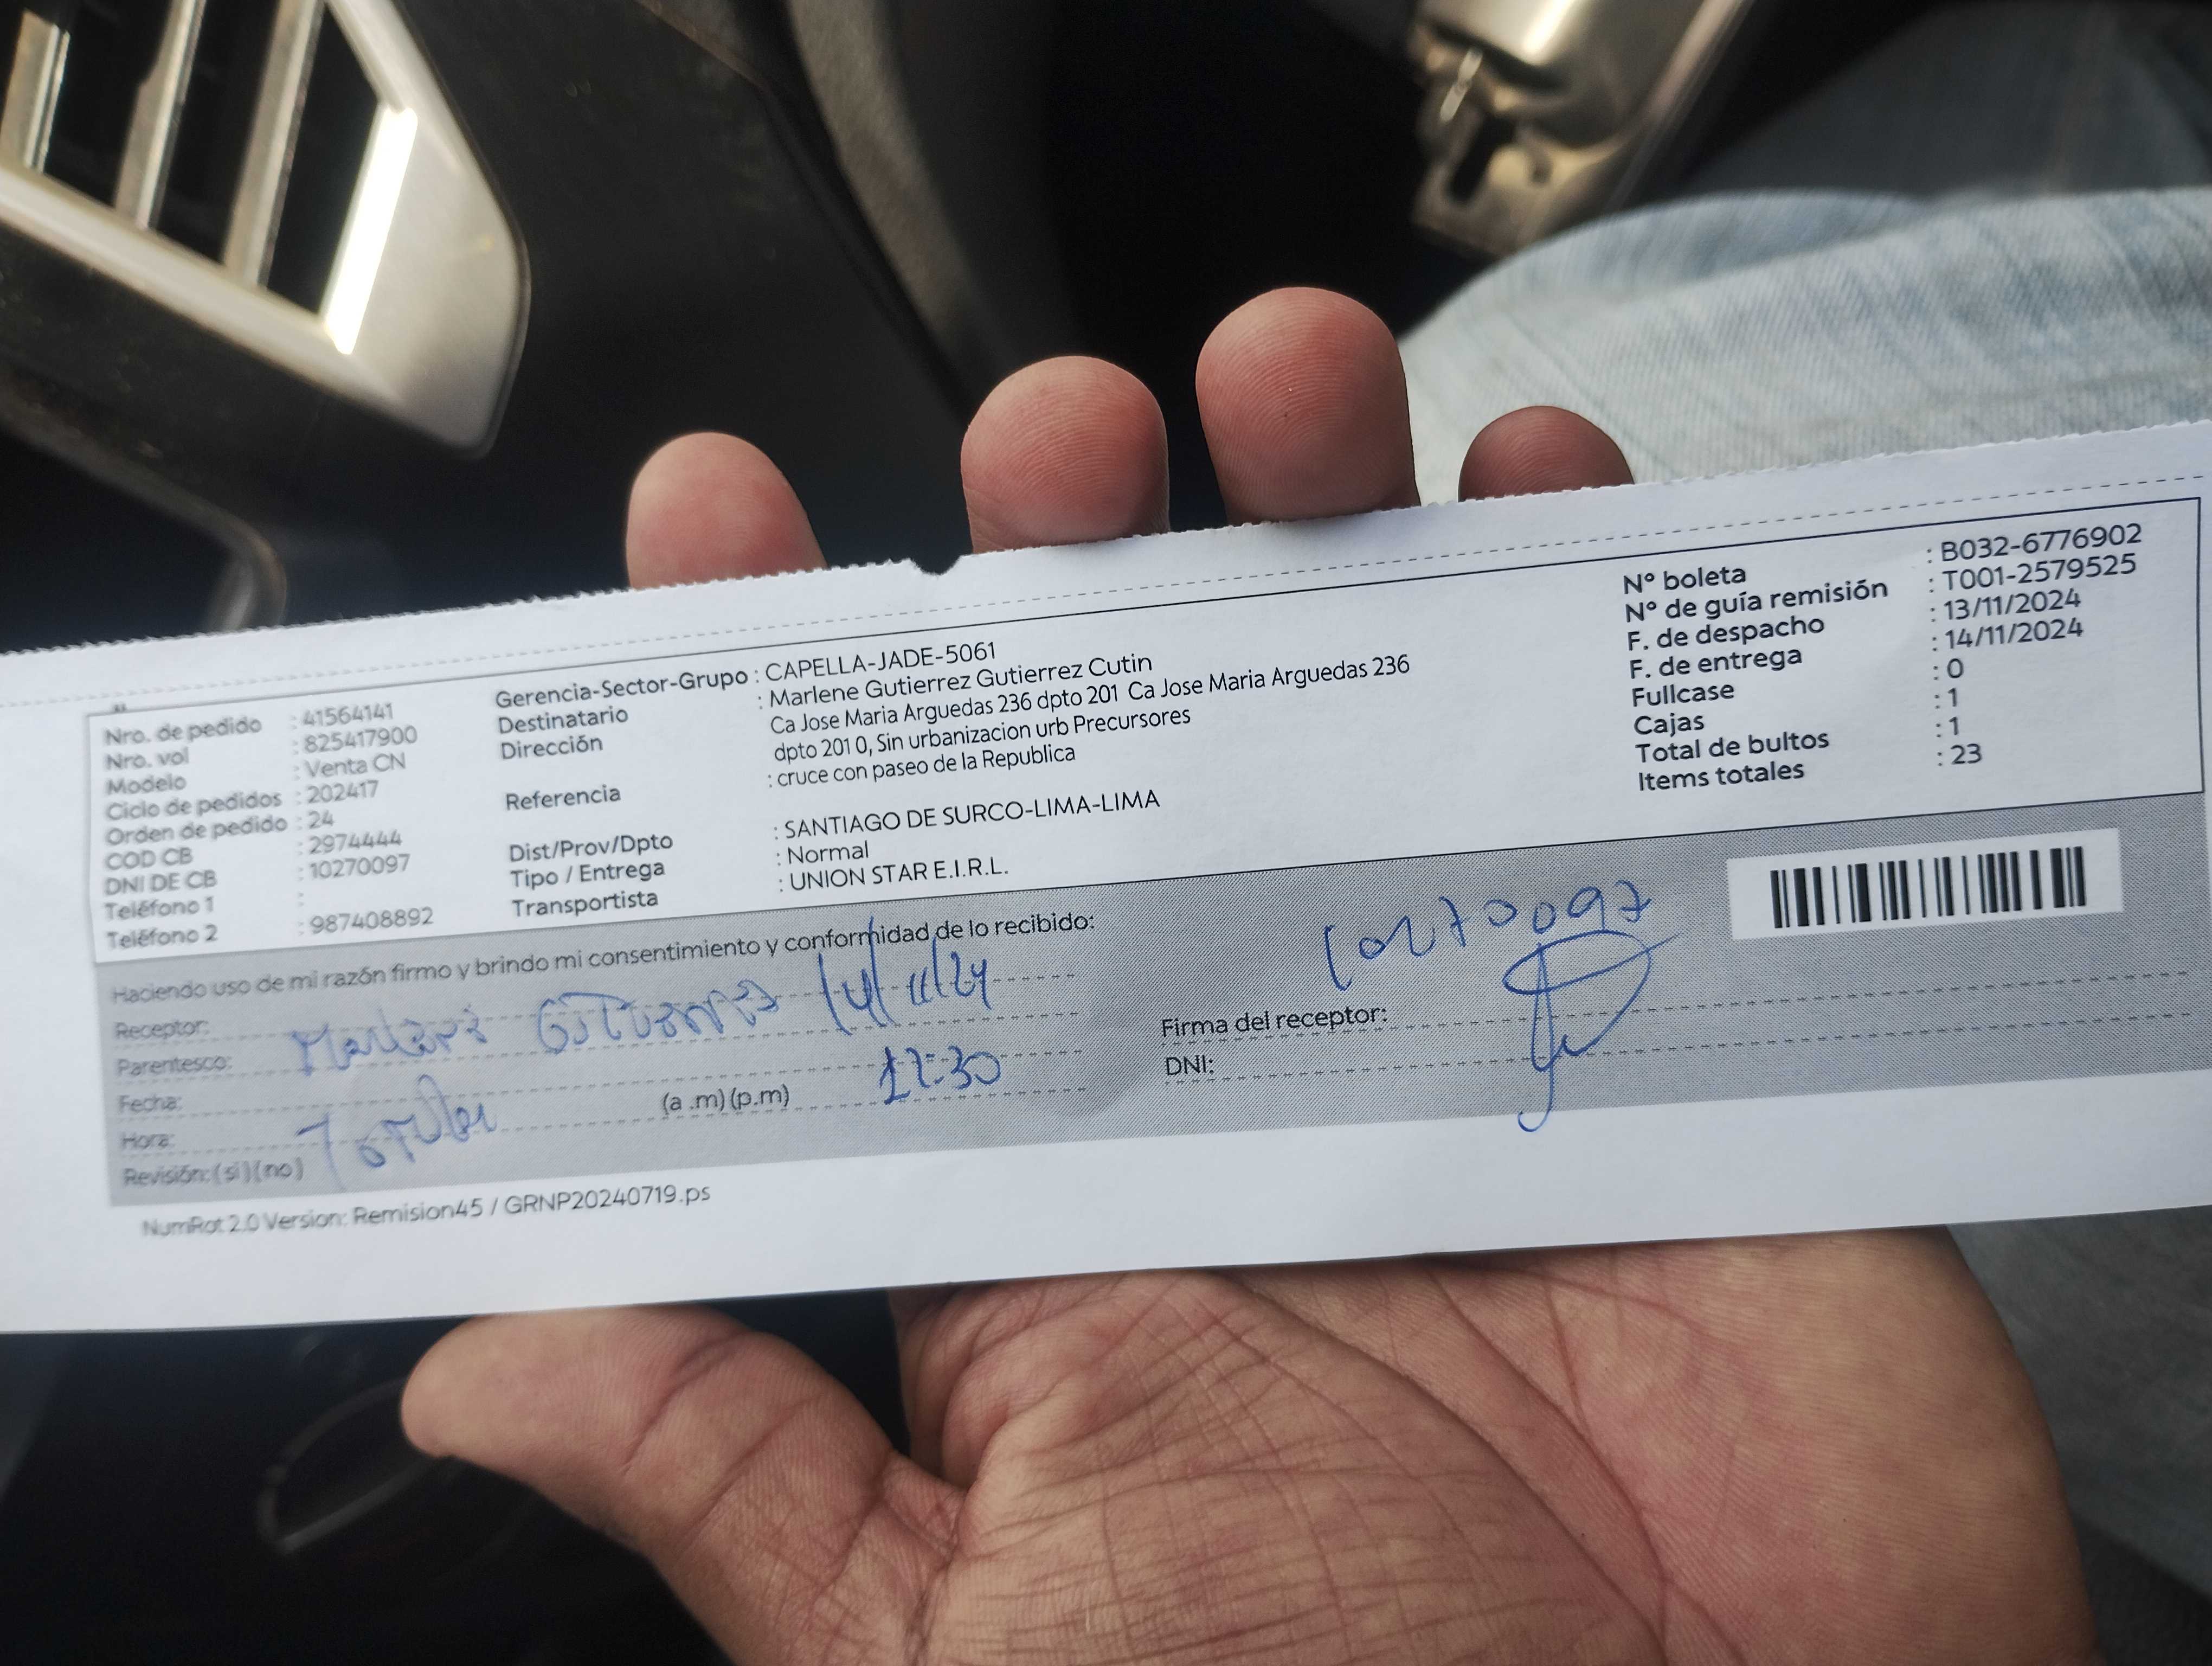 Nro. de pedido : 41564141
Nro. vol : 825417900
Modelo : Venta CN
Ciclo de pedidos : 202417
Orden de pedido : 24
COD CB : 2974444
DNI DE CB : 10270097
Teléfono 1 :
Teléfono 2 : 987408892
Gerencia-Sector-Grupo : CAPELLA-JADE-5061
Destinatario : Marlene Gutierrez Gutierrez Cutin
Dirección Ca Jose Maria Arguedas 236 dpto 201 Ca Jose Maria Arguedas 236
dpto 201 0, Sin urbanizacion urb Precursores
Referencia : cruce con paseo de la Republica
Dist/Prov/Dpto : SANTIAGO DE SURCO-LIMA-LIMA
Tipo / Entrega : Normal
Transportista : UNION STAR E.I.R.L.
N° boleta : B032-6776902
N° de guía remisión : T001-2579525
F. de despacho : 13/11/2024
F. de entrega : 14/11/2024
Fullcase : 0
Cajas : 1
Total de bultos : 1
Items totales : 23
Haciendo uso de mi razón firmo y brindo mi consentimiento y conformidad de lo recibido:
Receptor: 14/11/24
Parentesco:
Fecha:
Hora: (a .m) (p.m) 12:30
Revisión: (si) (no)
10270097
Firma del receptor:
DNI:
NumRot 2.0 Version: Remision45 / GRNP20240719.ps